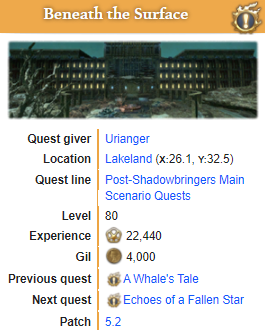 Beneath the Surface
Quest giver Urianger
Location Lakeland (X:26.1, Y:32.5)
Quest line Post-Shadowbringers Main
Scenario Quests
Level 80
Experience 22,440
Gil 4,000
Previous quest A Whale's Tale
Next quest Echoes of a Fallen Star
Patch 5.2